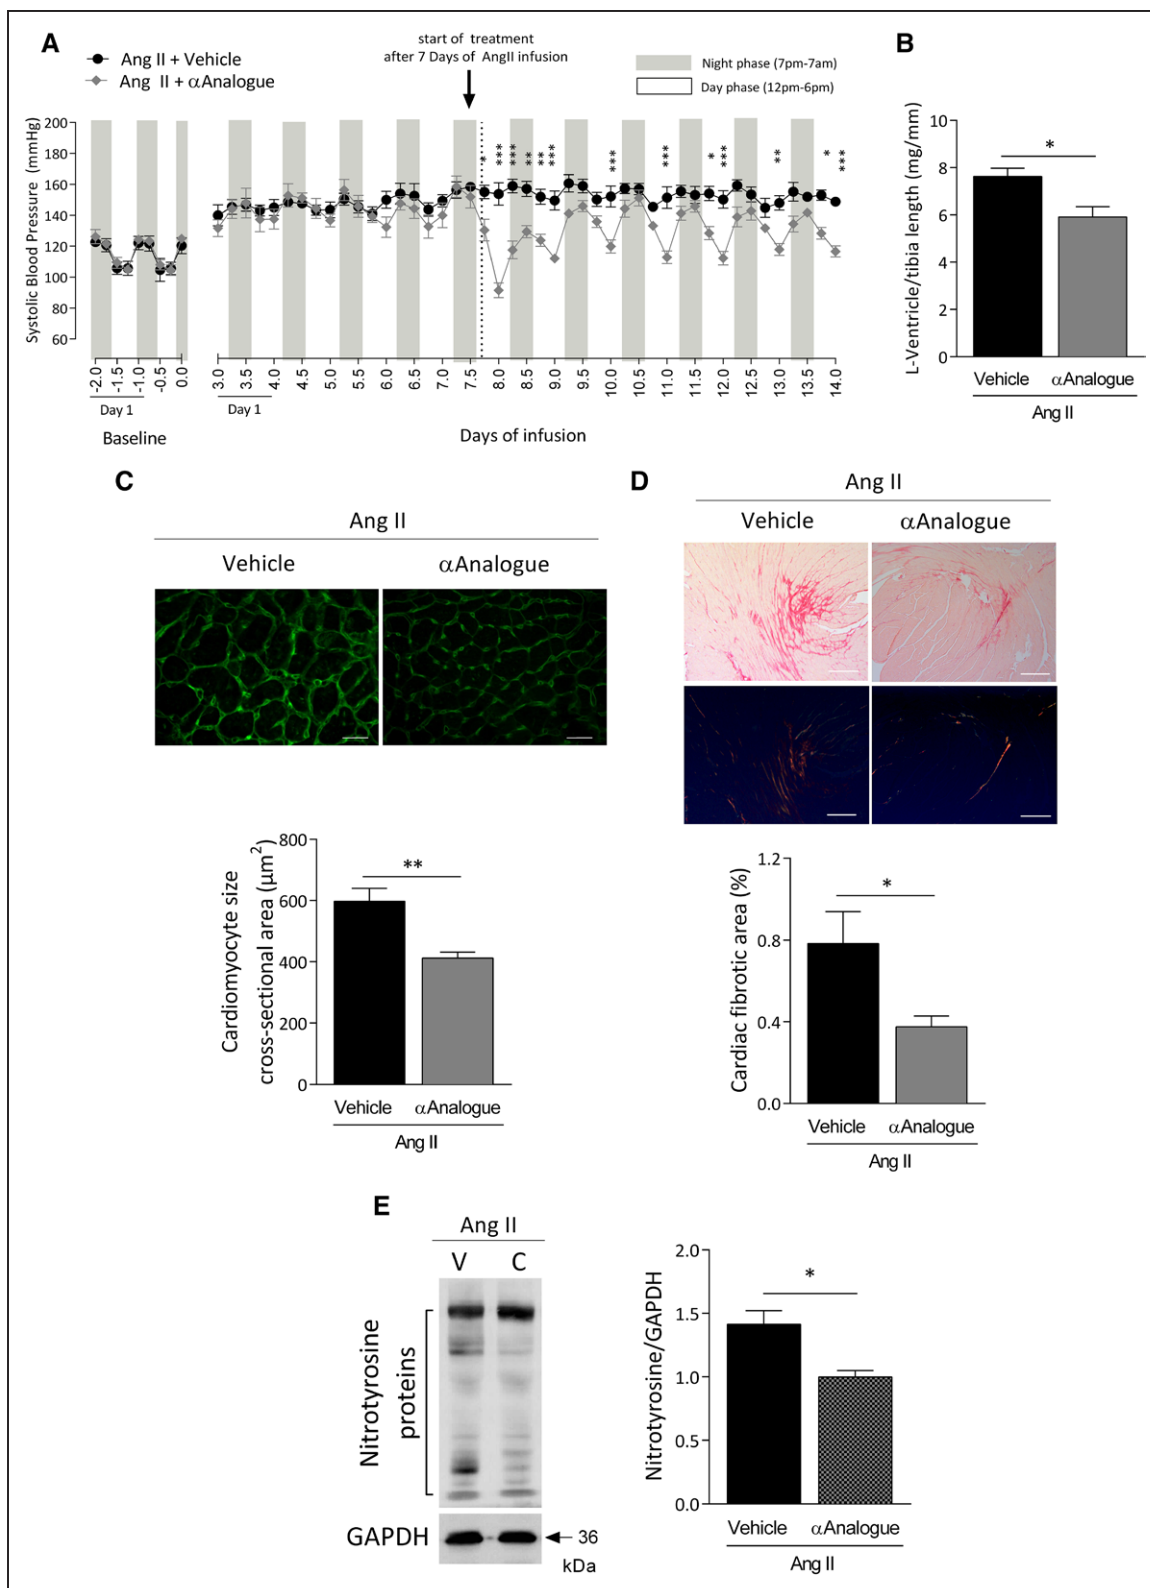 A
Ang II + Vehicle
Ang II + αAnalogue
start of treatment
after 7 Days of AngII infusion
Night phase (7pm-7am)
Day phase (12pm-6pm)
Systolic Blood Pressure (mmHg)
200
180
160
140
120
100
80
60
* *** *** ** ** *** *** *** * *** ** * ***
-2.0 -1.5 -1.0 -0.5 0.0
3.0 3.5 4.0 4.5 5.0 5.5 6.0 6.5 7.0 7.5 8.0 8.5 9.0 9.5 10.0 10.5 11.0 11.5 12.0 12.5 13.0 13.5 14.0
Day 1
Day 1
Baseline
Days of infusion
B
L-Ventricle/tibia length (mg/mm)
10
8
6
4
2
0
*
Vehicle αAnalogue
Ang II
C
Ang II
Vehicle αAnalogue
Cardiomyocyte size
cross-sectional area (µm²)
800
600
400
200
0
**
Vehicle αAnalogue
Ang II
D
Ang II
Vehicle αAnalogue
Cardiac fibrotic area (%)
1.2
0.8
0.4
0.0
*
Vehicle αAnalogue
Ang II
E
Ang II
V C
Nitrotyrosine
proteins
GAPDH
36
kDa
Nitrotyrosine/GAPDH
2.0
1.5
1.0
0.5
0.0
*
Vehicle αAnalogue
Ang II